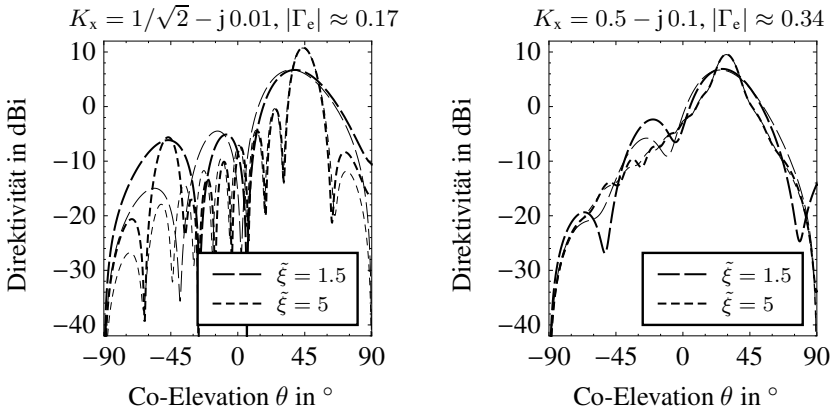 K_x = 1/√2 − j 0.01, |Γ_e| ≈ 0.17
10
0
−10
−20
−30
−40
Direktivität in dBi
ξ̃ = 1.5
ξ̃ = 5
−90 −45 0 45 90
Co-Elevation θ in °
K_x = 0.5 − j 0.1, |Γ_e| ≈ 0.34
10
0
−10
−20
−30
−40
Direktivität in dBi
ξ̃ = 1.5
ξ̃ = 5
−90 −45 0 45 90
Co-Elevation θ in °